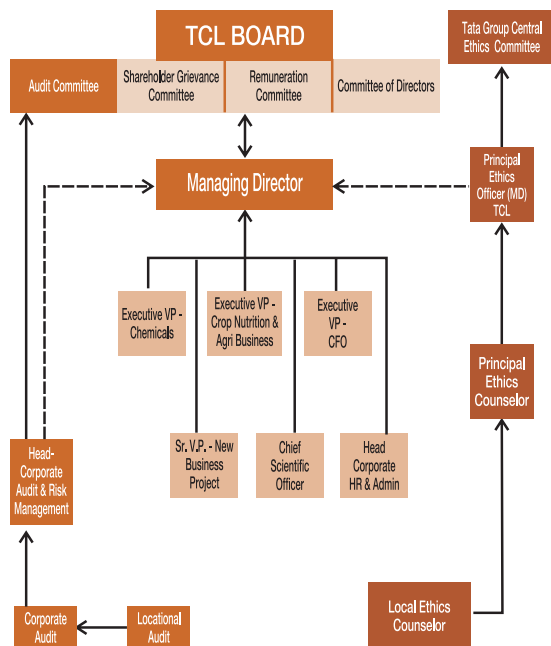 TCL BOARD
Tata Group Central
Ethics Committee
Audit Committee
Shareholder Grievance
Committee
Remuneration
Committee
Committee of Directors
Managing Director
Principal
Ethics
Officer (MD)
TCL
Executive VP -
Chemicals
Executive VP -
Crop Nutrition &
Agri Business
Executive
VP -
CFO
Principal
Ethics
Counselor
Head-
Corporate
Audit & Risk
Management
Sr. V.P. - New
Business
Project
Chief
Scientific
Officer
Head
Corporate
HR & Admin
Corporate
Audit
Locational
Audit
Local Ethics
Counselor